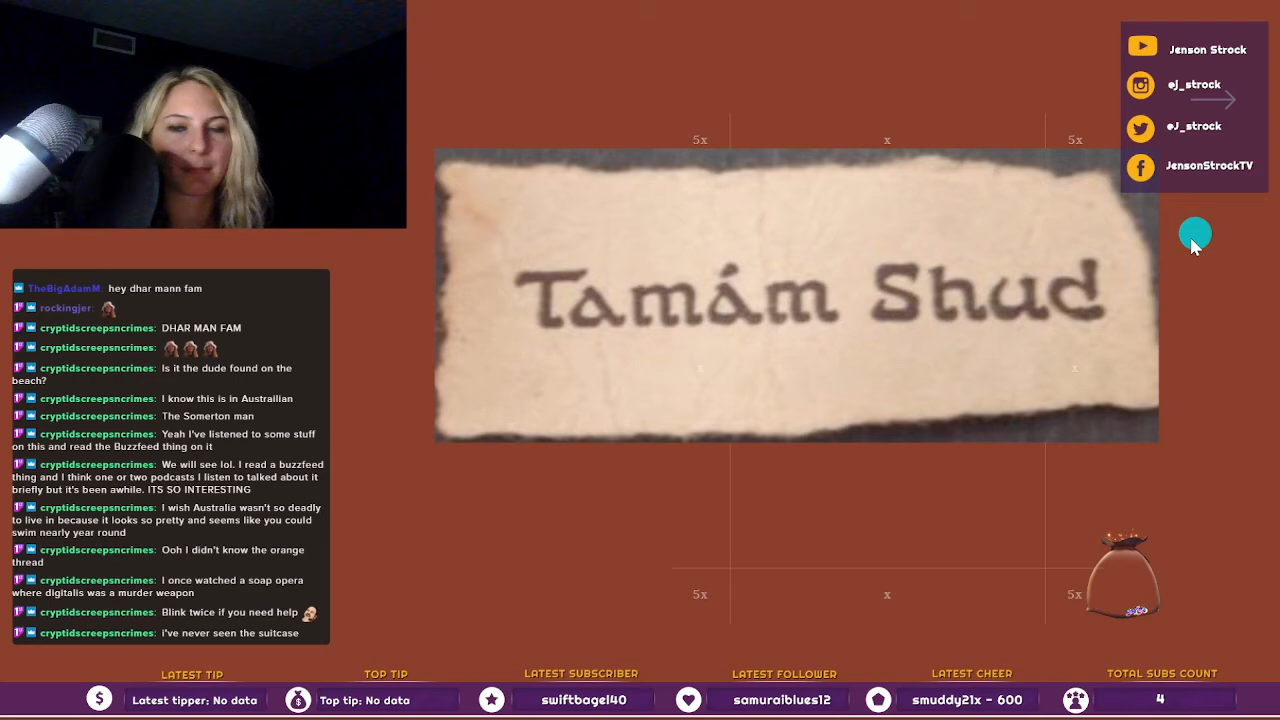 Jenson Strock
@J_strock
@J_strock
JensonStrockTV
5x x 5x
Tamám Shud
x x
5x x 5x
TheBigAdamM: hey dhar mann fam
rockingjer:
cryptidscreepsncrimes: DHAR MAN FAM
cryptidscreepsncrimes:
cryptidscreepsncrimes: Is it the dude found on the
beach?
cryptidscreepsncrimes: I know this is in Austrailian
cryptidscreepsncrimes: The Somerton man
cryptidscreepsncrimes: Yeah I've listened to some stuff
on this and read the Buzzfeed thing on it
cryptidscreepsncrimes: We will see lol. I read a buzzfeed
thing and I think one or two podcasts I listen to talked about it
briefly but it's been awhile. ITS SO INTERESTING
cryptidscreepsncrimes: I wish Australia wasn't so deadly
to live in because it looks so pretty and seems like you could
swim nearly year round
cryptidscreepsncrimes: Ooh I didn't know the orange
thread
cryptidscreepsncrimes: I once watched a soap opera
where digitalis was a murder weapon
cryptidscreepsncrimes: Blink twice if you need help
cryptidscreepsncrimes: i've never seen the suitcase
LATEST TIP TOP TIP LATEST SUBSCRIBER LATEST FOLLOWER LATEST CHEER TOTAL SUBS COUNT
Latest tipper: No data Top tip: No data swiftbagel40 samuraiblues12 smuddy21x - 600 4